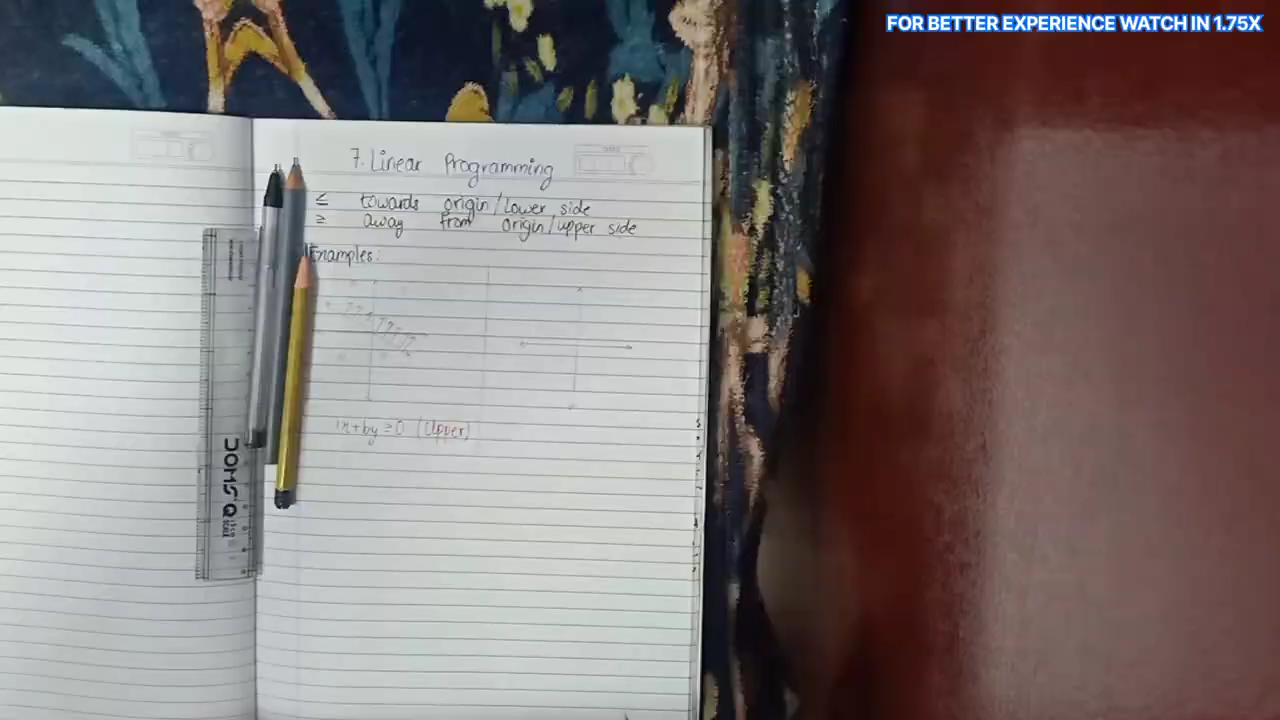 FOR BETTER EXPERIENCE WATCH IN 1.75X
7. Linear Programming
≤ towards origin/lower side
≥ away from origin/upper side
Examples:
+by ≥ 0 (Upper)
DOMS Q